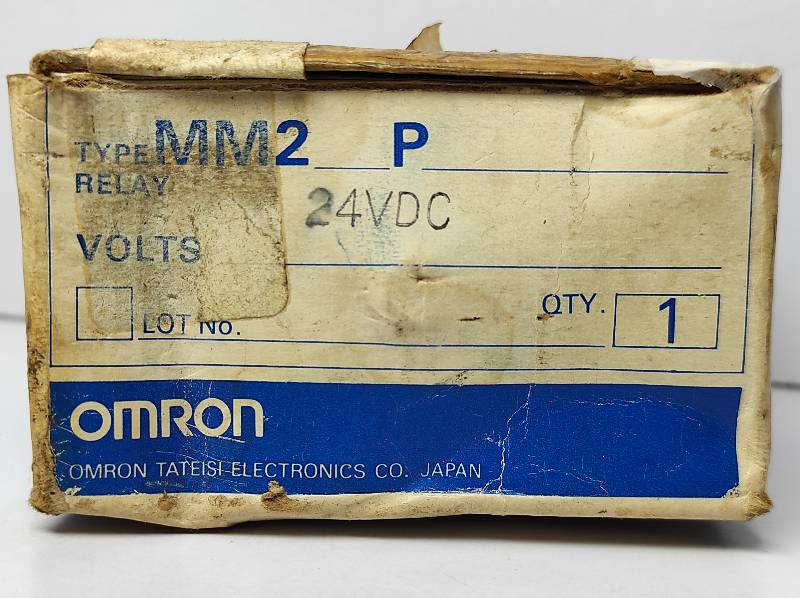 TYPE MM2 P
RELAY
24VDC
VOLTS
LOT No.
QTY. 1
OMRON
OMRON TATEISI ELECTRONICS CO. JAPAN